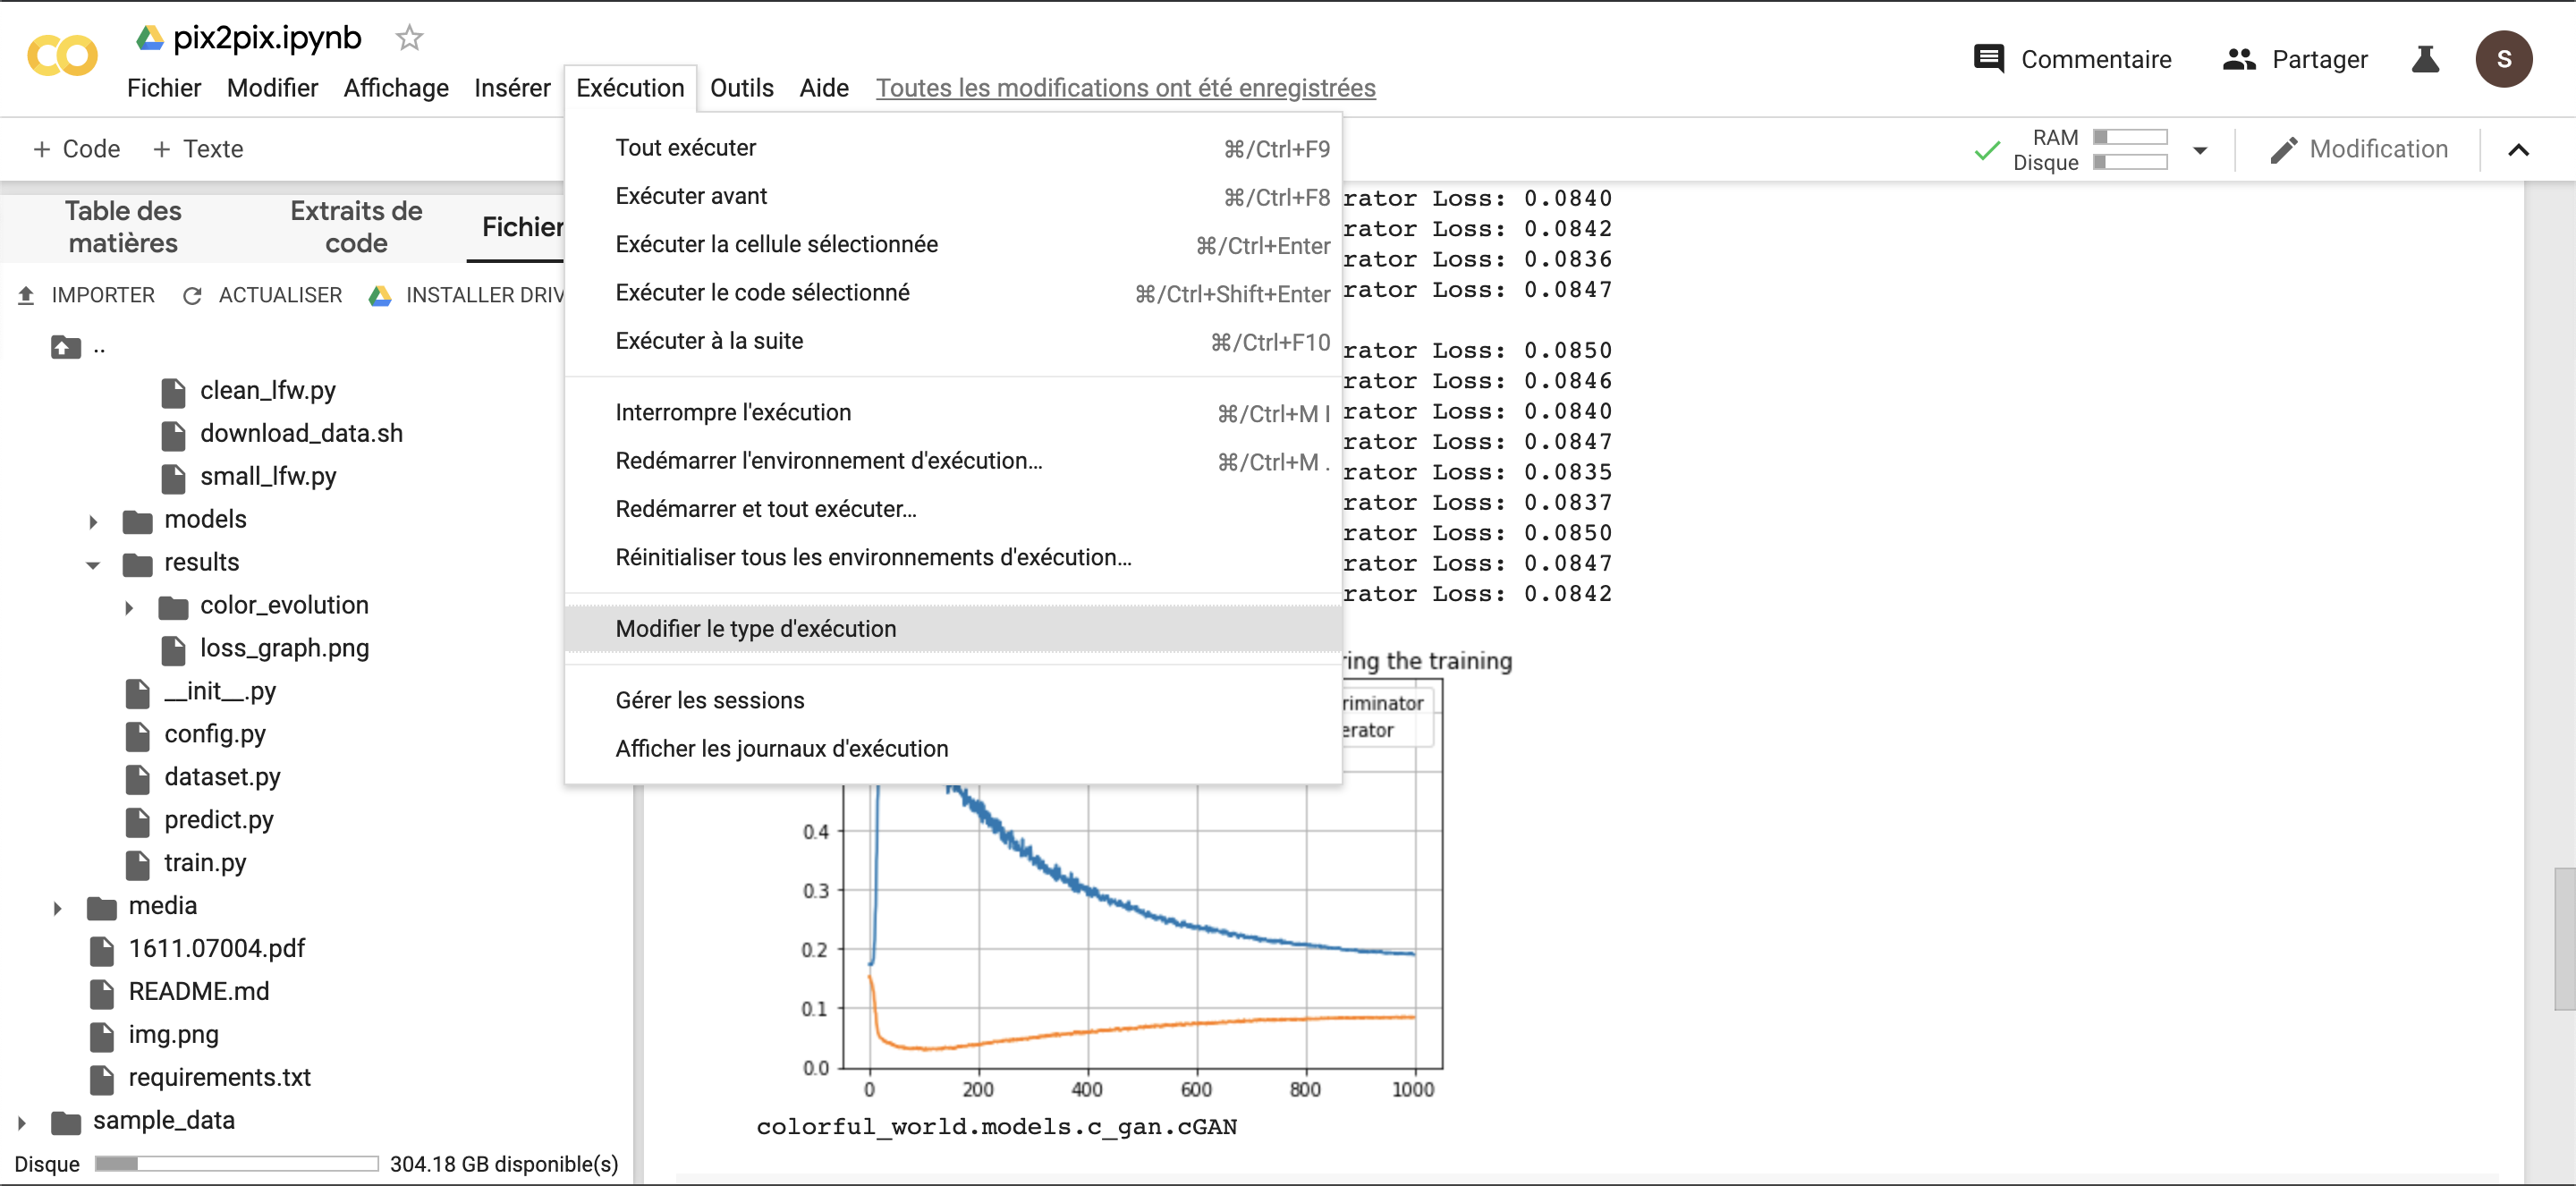 pix2pix.ipynb
Fichier Modifier Affichage Insérer Exécution Outils Aide Toutes les modifications ont été enregistrées
Commentaire Partager S
+ Code + Texte
RAM
Disque
Modification
Table des matières
Extraits de code
Fichier
IMPORTER ACTUALISER INSTALLER DRIV
..
clean_lfw.py
download_data.sh
small_lfw.py
models
results
color_evolution
loss_graph.png
__init__.py
config.py
dataset.py
predict.py
train.py
media
1611.07004.pdf
README.md
img.png
requirements.txt
sample_data
Disque 304.18 GB disponible(s)
Tout exécuter ⌘/Ctrl+F9
Exécuter avant ⌘/Ctrl+F8
Exécuter la cellule sélectionnée ⌘/Ctrl+Enter
Exécuter le code sélectionné ⌘/Ctrl+Shift+Enter
Exécuter à la suite ⌘/Ctrl+F10
Interrompre l'exécution ⌘/Ctrl+M I
Redémarrer l'environnement d'exécution... ⌘/Ctrl+M .
Redémarrer et tout exécuter...
Réinitialiser tous les environnements d'exécution...
Modifier le type d'exécution
Gérer les sessions
Afficher les journaux d'exécution
rator Loss: 0.0840
rator Loss: 0.0842
rator Loss: 0.0836
rator Loss: 0.0847
rator Loss: 0.0850
rator Loss: 0.0846
rator Loss: 0.0840
rator Loss: 0.0847
rator Loss: 0.0835
rator Loss: 0.0837
rator Loss: 0.0850
rator Loss: 0.0847
rator Loss: 0.0842
ring the training
riminator
erator
0.4
0.3
0.2
0.1
0.0
0 200 400 600 800 1000
colorful_world.models.c_gan.cGAN